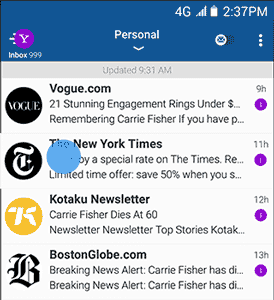 4G 2:37PM
Personal
Inbox 999
Updated 9:31 AM
VOGUE
Vogue.com 9h
21 Stunning Engagement Rings Under $...
Remembering Carrie Fisher If you have p...
The New York Times 12h
by a special rate on The Times. Re...
Limited time offer: save 50% when you s...
Kotaku Newsletter 12h
Carrie Fisher Dies At 60
Newsletter Newsletter Top Stories Kotak...
BostonGlobe.com 13h
Breaking News Alert: Carrie Fisher has di...
Breaking News Alert: Carrie Fisher has di...